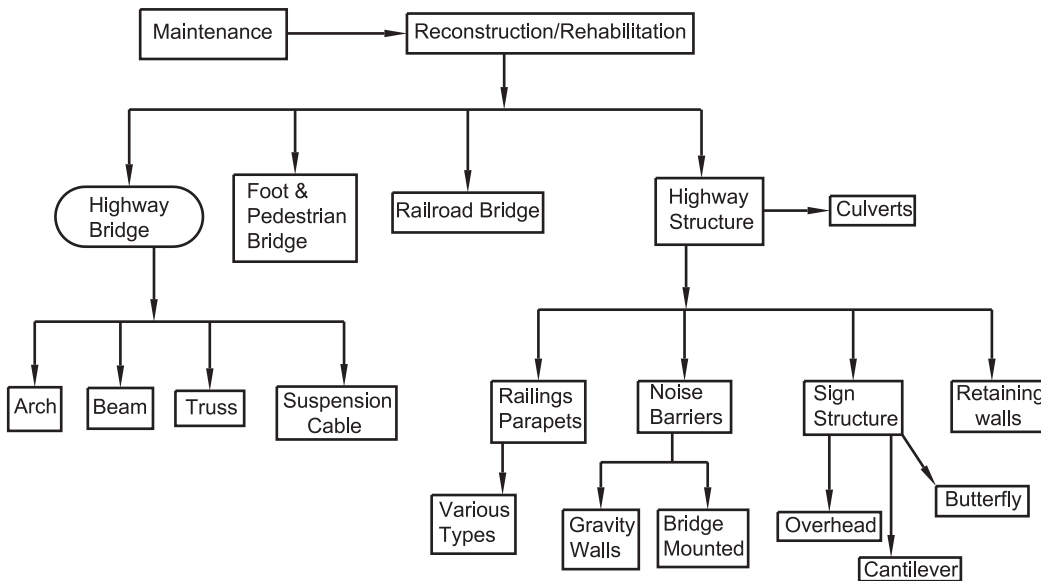 Maintenance
Reconstruction/Rehabilitation
Highway
Bridge
Foot &
Pedestrian
Bridge
Railroad Bridge
Highway
Structure
Culverts
Arch
Beam
Truss
Suspension
Cable
Railings
Parapets
Noise
Barriers
Sign
Structure
Retaining
walls
Various
Types
Gravity
Walls
Bridge
Mounted
Overhead
Cantilever
Butterfly